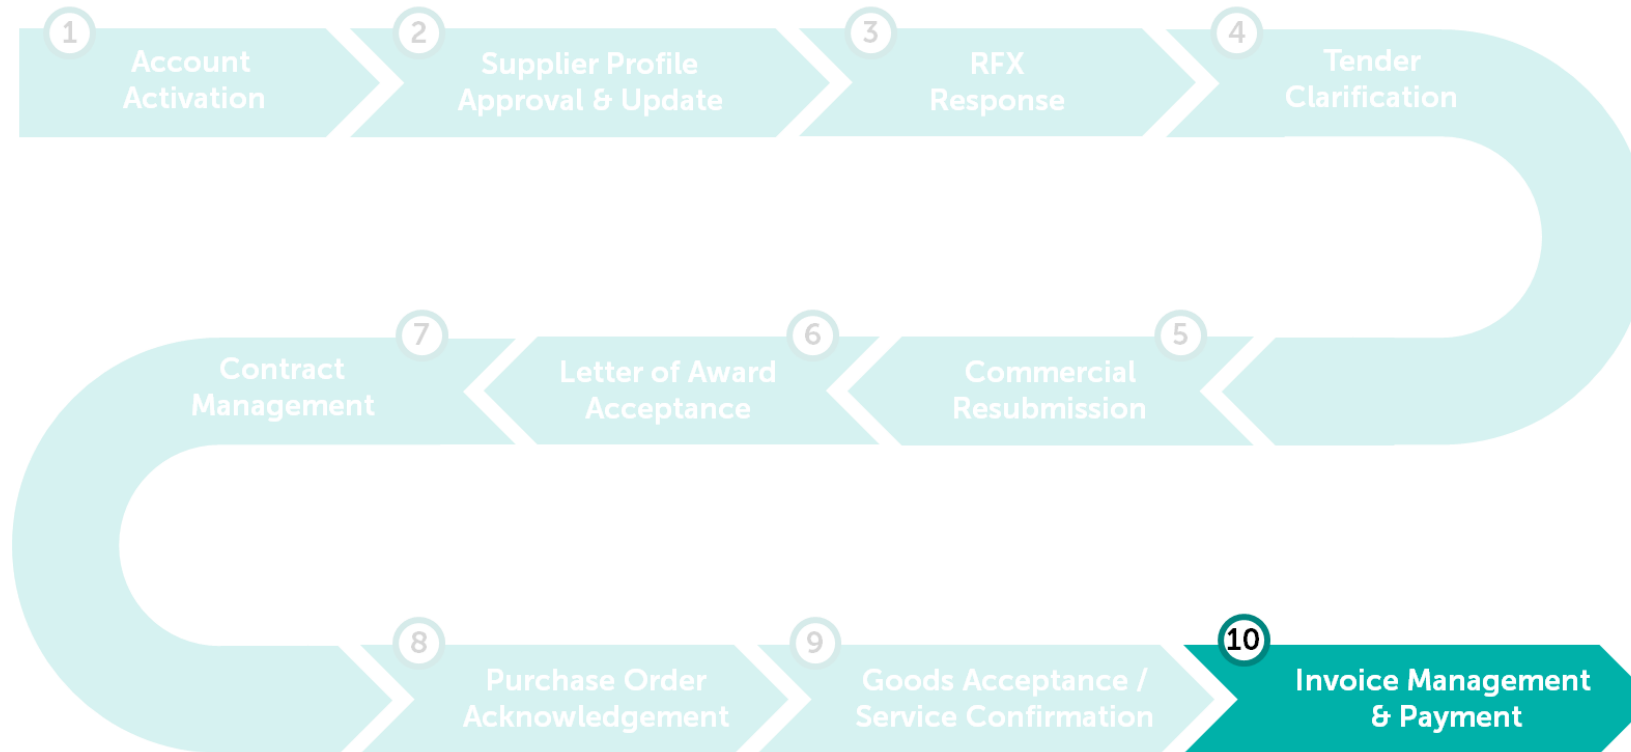 1
Account
Activation
2
Supplier Profile
Approval & Update
3
RFX
Response
4
Tender
Clarification
5
Commercial
Resubmission
6
Letter of Award
Acceptance
7
Contract
Management
8
Purchase Order
Acknowledgement
9
Goods Acceptance /
Service Confirmation
10
Invoice Management
& Payment